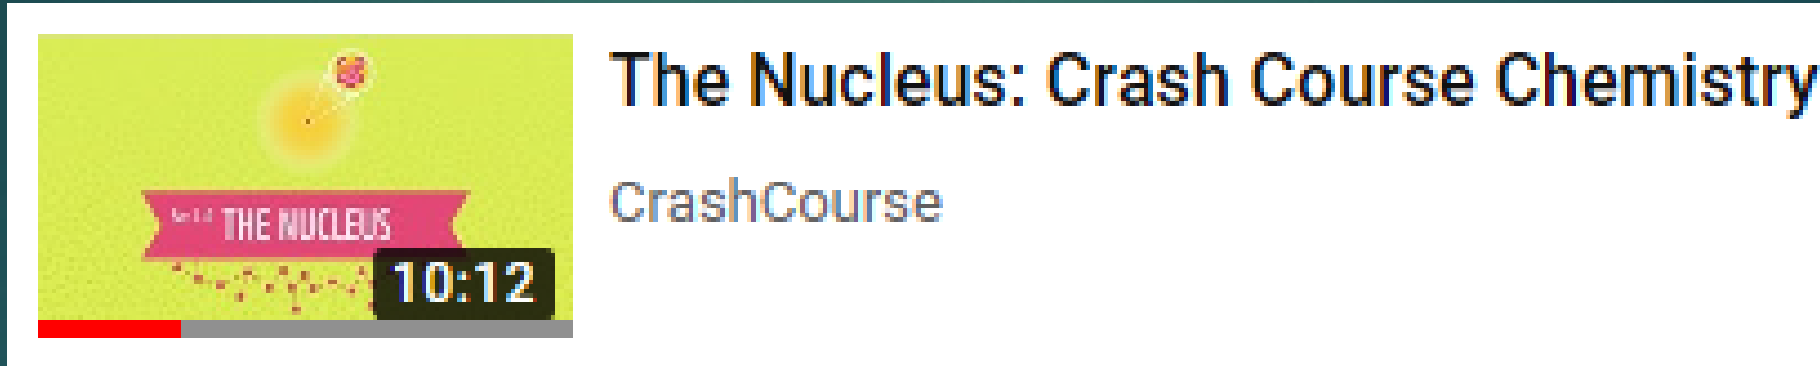 The Nucleus: Crash Course Chemistry
CrashCourse
THE NUCLEUS
10:12